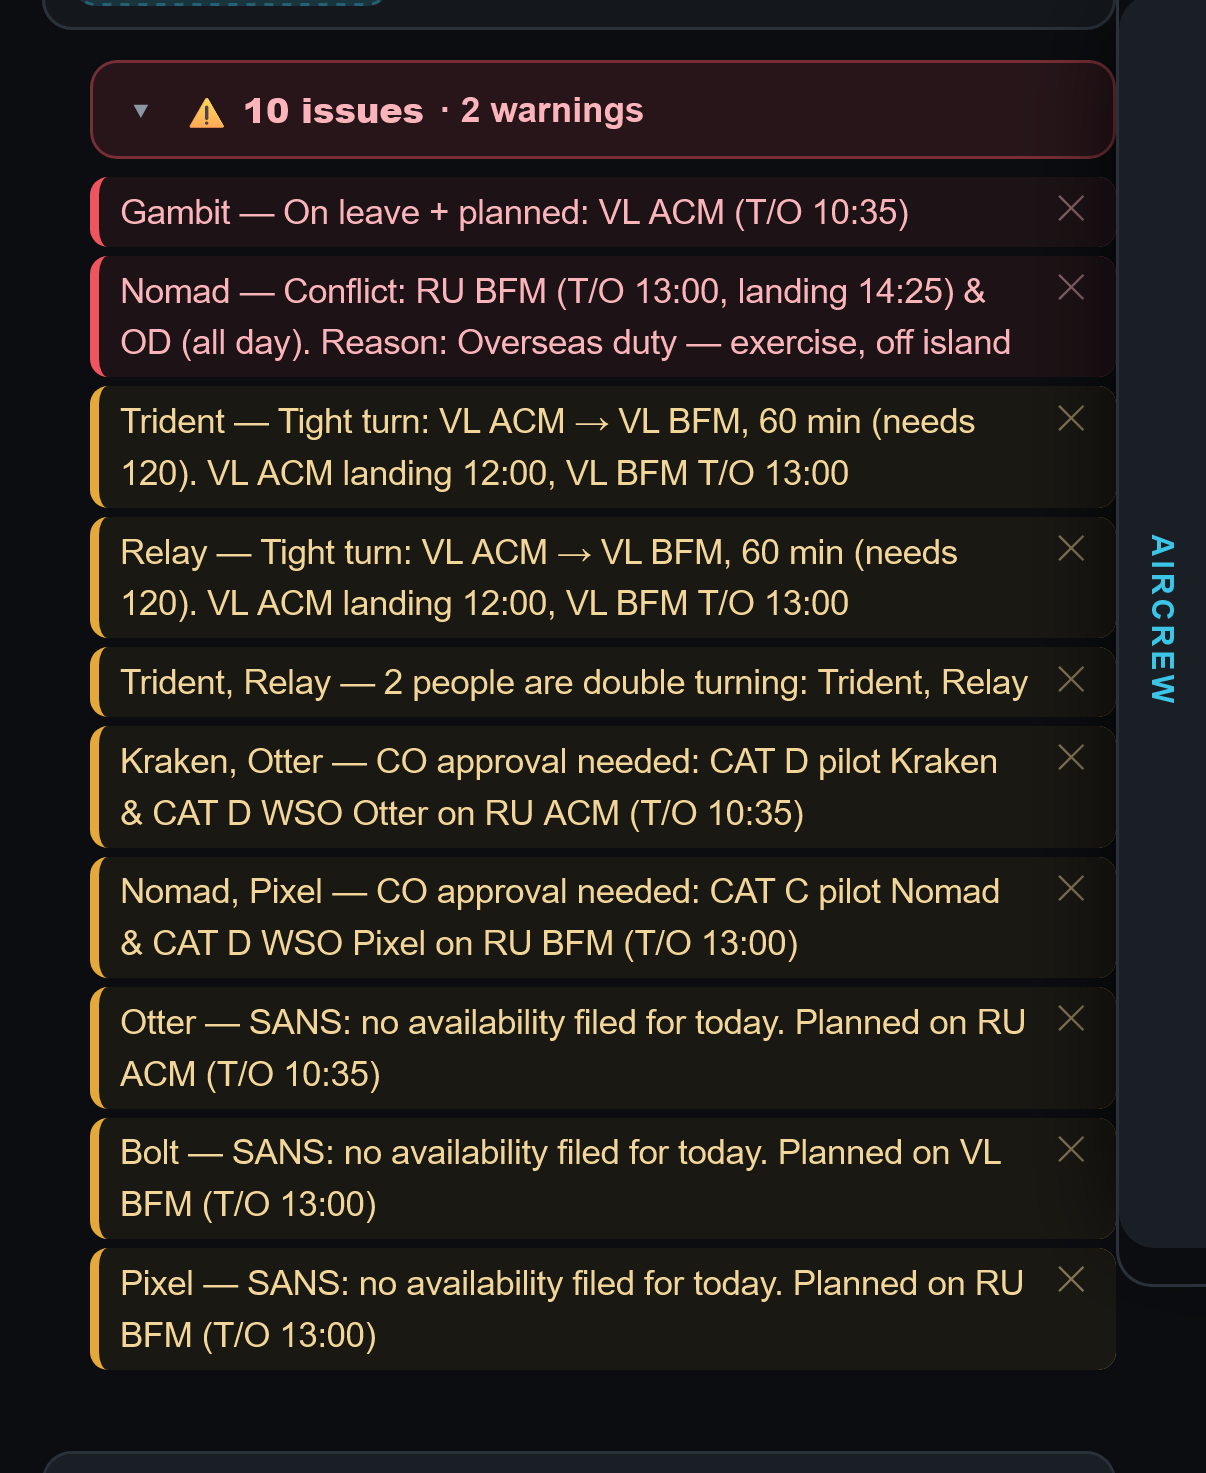 10 issues · 2 warnings
Gambit — On leave + planned: VL ACM (T/O 10:35)
Nomad — Conflict: RU BFM (T/O 13:00, landing 14:25) &
OD (all day). Reason: Overseas duty — exercise, off island
Trident — Tight turn: VL ACM → VL BFM, 60 min (needs
120). VL ACM landing 12:00, VL BFM T/O 13:00
Relay — Tight turn: VL ACM → VL BFM, 60 min (needs
120). VL ACM landing 12:00, VL BFM T/O 13:00
Trident, Relay — 2 people are double turning: Trident, Relay
Kraken, Otter — CO approval needed: CAT D pilot Kraken
& CAT D WSO Otter on RU ACM (T/O 10:35)
Nomad, Pixel — CO approval needed: CAT C pilot Nomad
& CAT D WSO Pixel on RU BFM (T/O 13:00)
Otter — SANS: no availability filed for today. Planned on RU
ACM (T/O 10:35)
Bolt — SANS: no availability filed for today. Planned on VL
BFM (T/O 13:00)
Pixel — SANS: no availability filed for today. Planned on RU
BFM (T/O 13:00)
AIRCREW